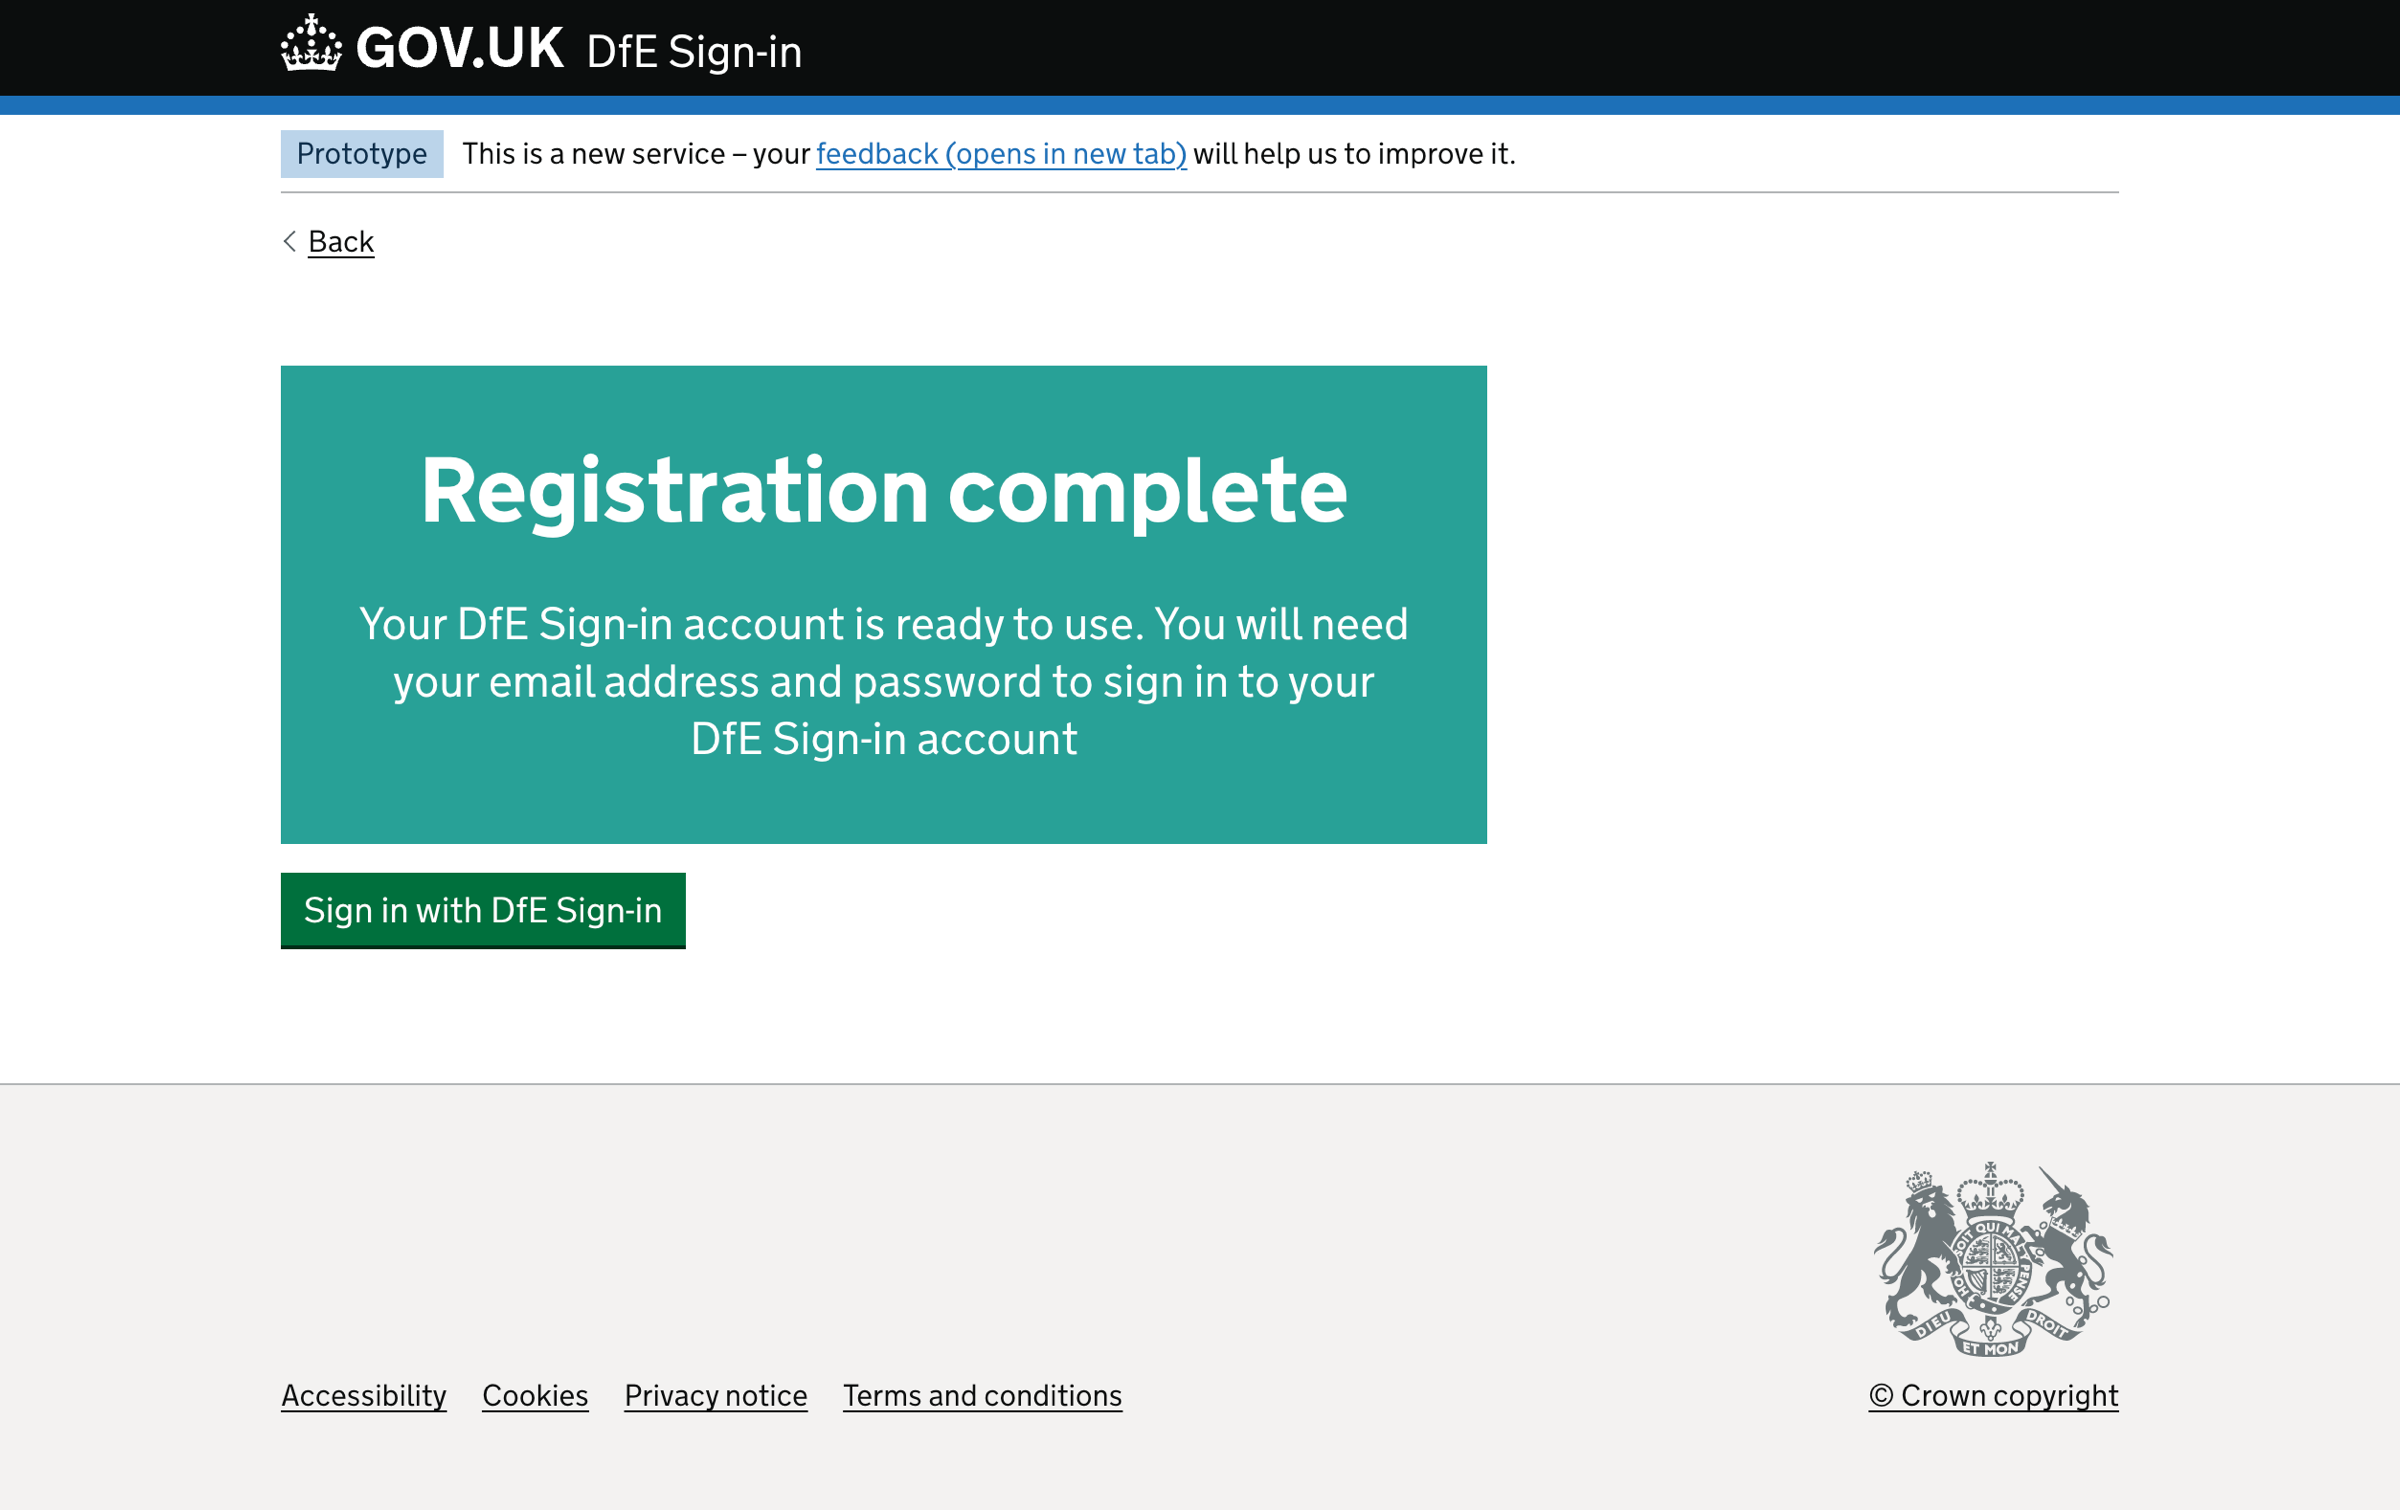 GOV.UK DfE Sign-in
Prototype This is a new service – your feedback (opens in new tab) will help us to improve it.
Back
Registration complete
Your DfE Sign-in account is ready to use. You will need
your email address and password to sign in to your
DfE Sign-in account
Sign in with DfE Sign-in
SOIT QUI MAL
HON
PENSE
DIEU
ET MON
DROIT
Accessibility Cookies Privacy notice Terms and conditions
© Crown copyright